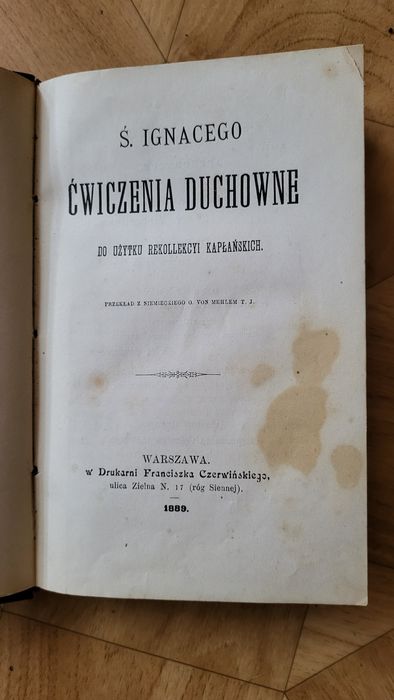 Ś. IGNACEGO
ĆWICZENIA DUCHOWNE
DO UŻYTKU REKOLLEKCYI KAPŁAŃSKICH.
PRZEKŁAD Z NIEMIECKIEGO O. VON MEHLEM T. J.
WARSZAWA.
w Drukarni Franciszka Czerwińskiego,
ulica Zielna N. 17 (róg Siennej).
1889.